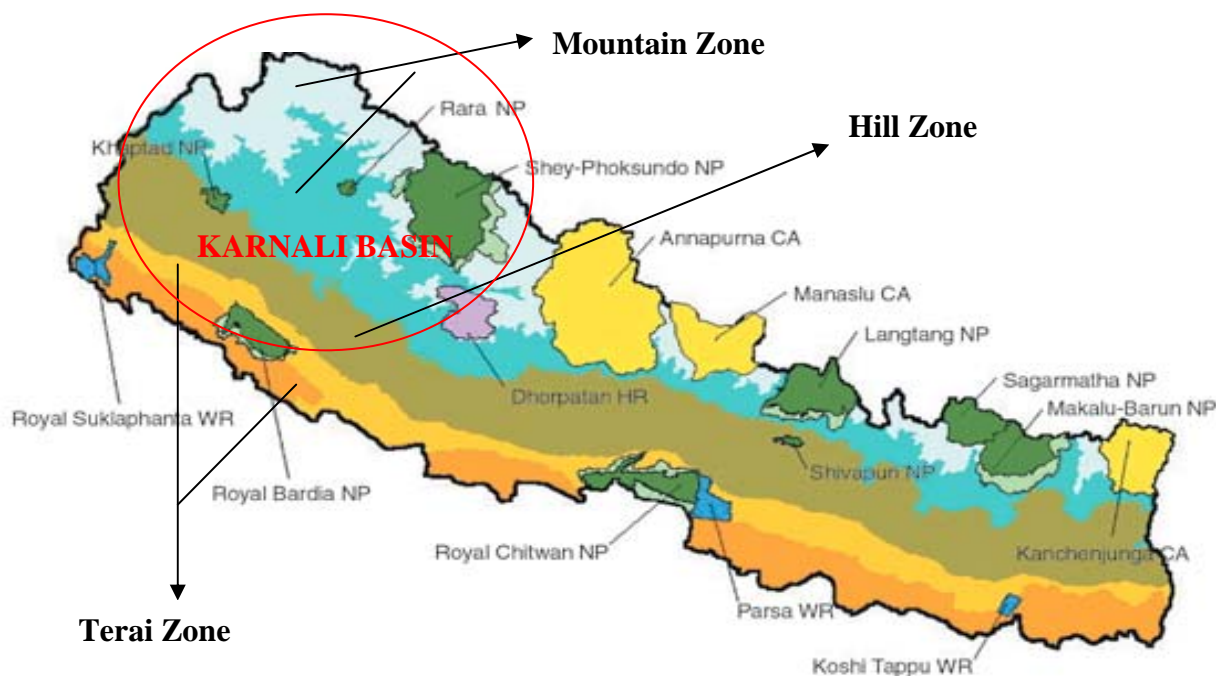 Mountain Zone
Rara NP
Hill Zone
Khaptad NP
Shey-Phoksundo NP
KARNALI BASIN
Annapurna CA
Manaslu CA
Langtang NP
Sagarmatha NP
Royal Suklaphanta WR
Dhorpatan HR
Makalu-Barun NP
Shivapun NP
Royal Bardia NP
Royal Chitwan NP
Kanchenjunga CA
Parsa WR
Terai Zone
Koshi Tappu WR